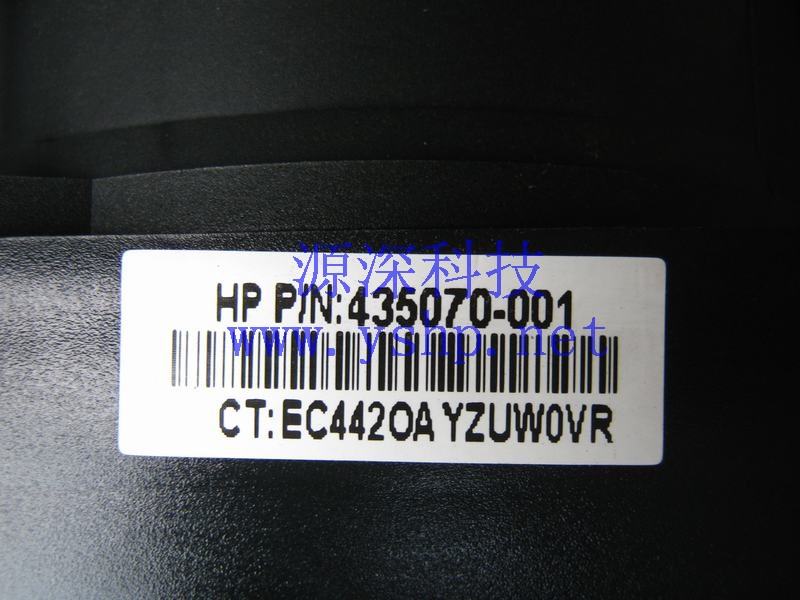 源深科技
HP P/N:435070-001
www.yshp.net
CT:EC442OA YZUW0VR